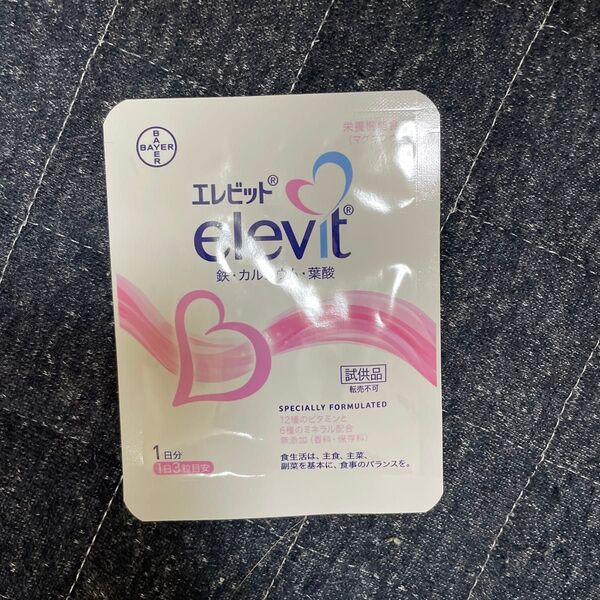 BAYER
BAYER
栄養機能食
(マグ
エレビット®
elevit®
鉄・カルシウム・葉酸
試供品
転売不可
SPECIALLY FORMULATED
12種のビタミンと
6種のミネラル配合
無添加(香料・保存料)
1日分
1日3粒目安
食生活は、主食、主菜、
副菜を基本に、食事のバランスを。